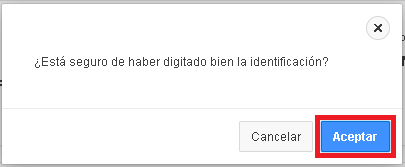 ¿Está seguro de haber digitado bien la identificación?
Cancelar
Aceptar